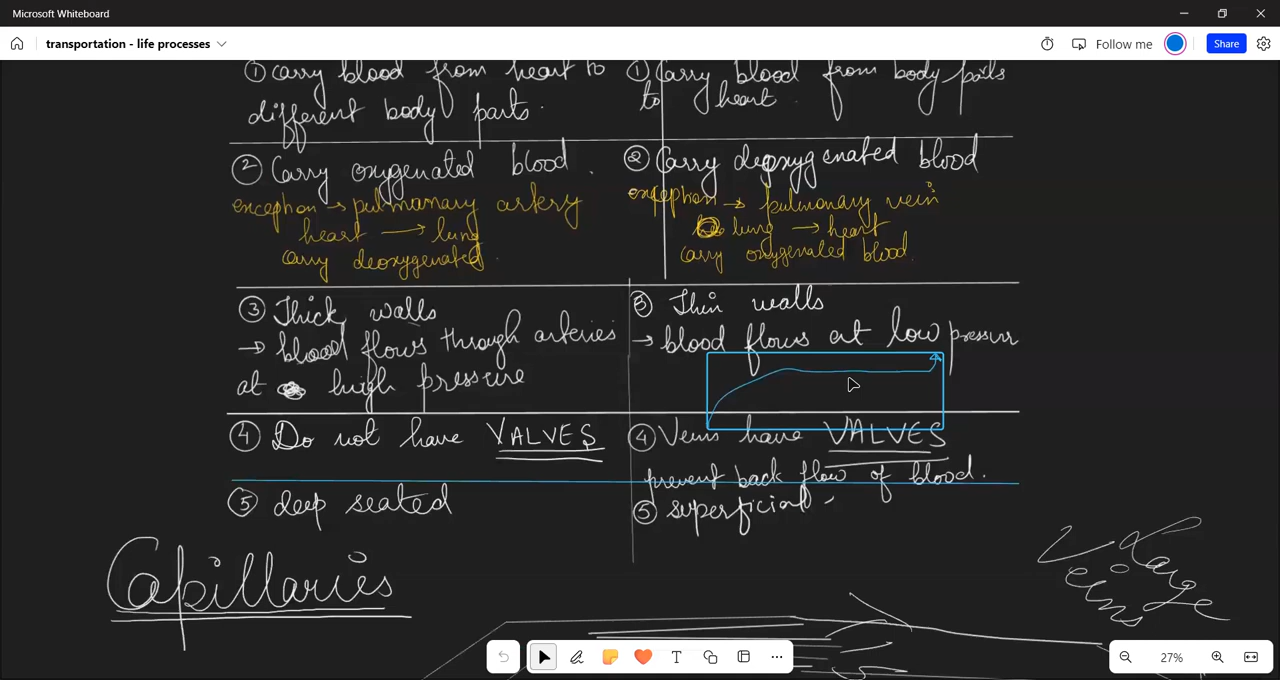 Microsoft Whiteboard
transportation - life processes
Follow me
Share
① Carry blood from heart to
different body parts.
① Carry blood from body parts
to heart.
② Carry oxygenated blood.
exception → pulmonary artery
heart → lung
carry deoxygenated.
② Carry deoxygenated blood
exception → pulmonary vein
lung → heart
carry oxygenated blood.
③ Thick walls
→ blood flows through arteries
at high pressure
③ Thin walls
→ blood flows at low pressure
④ Do not have VALVES
④ Veins have VALVES
prevent back flow of blood.
⑤ deep seated
⑤ superficial
Capillaries
27%